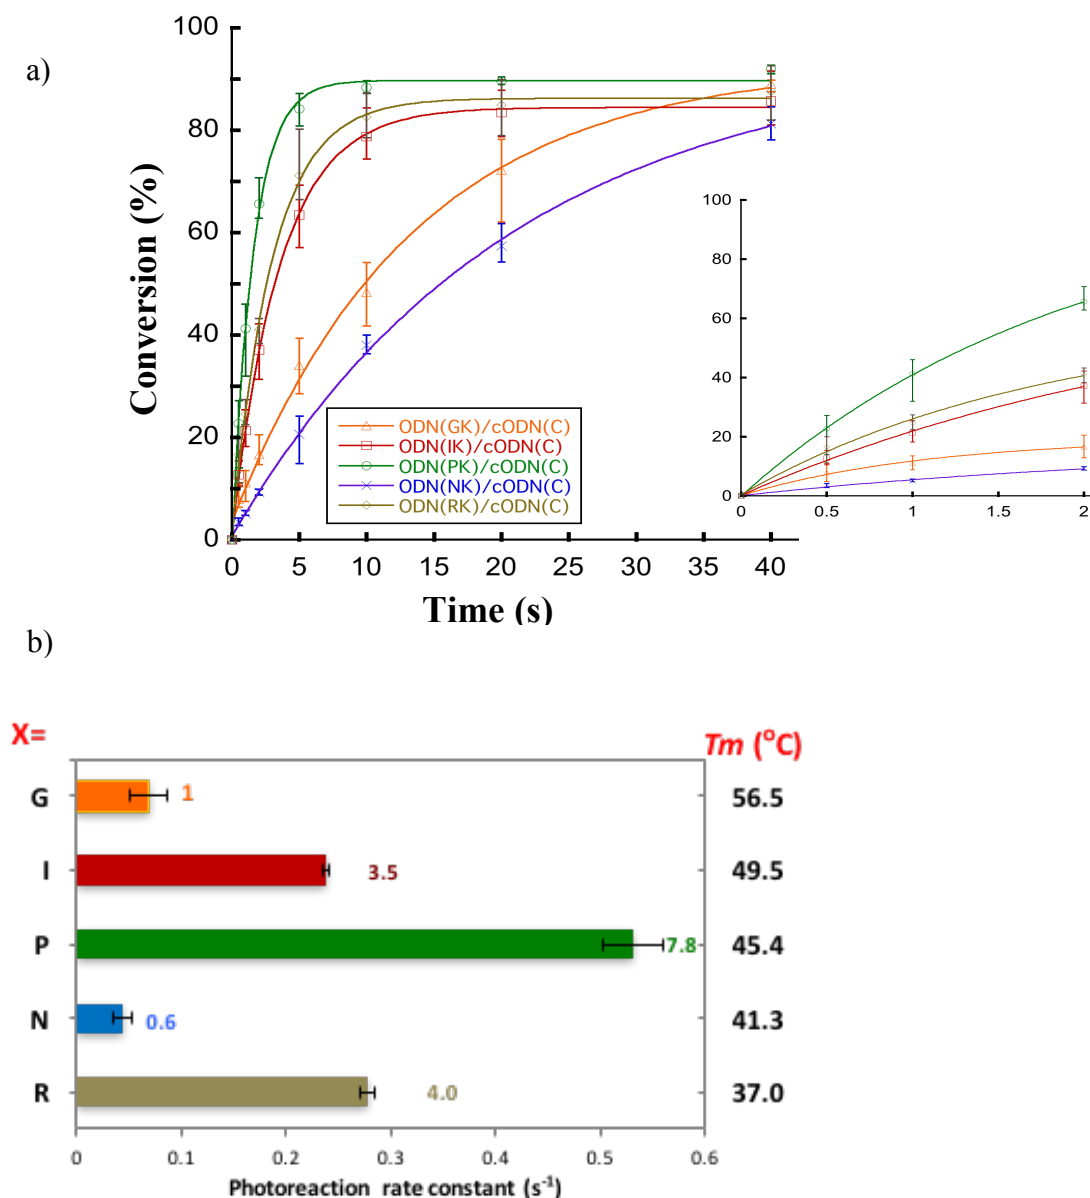 a)
Conversion (%)
100
80
60
40
20
0
0 5 10 15 20 25 30 35 40
Time (s)
ODN(GK)/cODN(C)
ODN(IK)/cODN(C)
ODN(PK)/cODN(C)
ODN(NK)/cODN(C)
ODN(RK)/cODN(C)
100
80
60
40
20
0
0 0.5 1 1.5 2
b)
X= Tm (°C)
G 1 56.5
I 3.5 49.5
P 7.8 45.4
N 0.6 41.3
R 4.0 37.0
0 0.1 0.2 0.3 0.4 0.5 0.6
Photoreaction rate constant (s⁻¹)